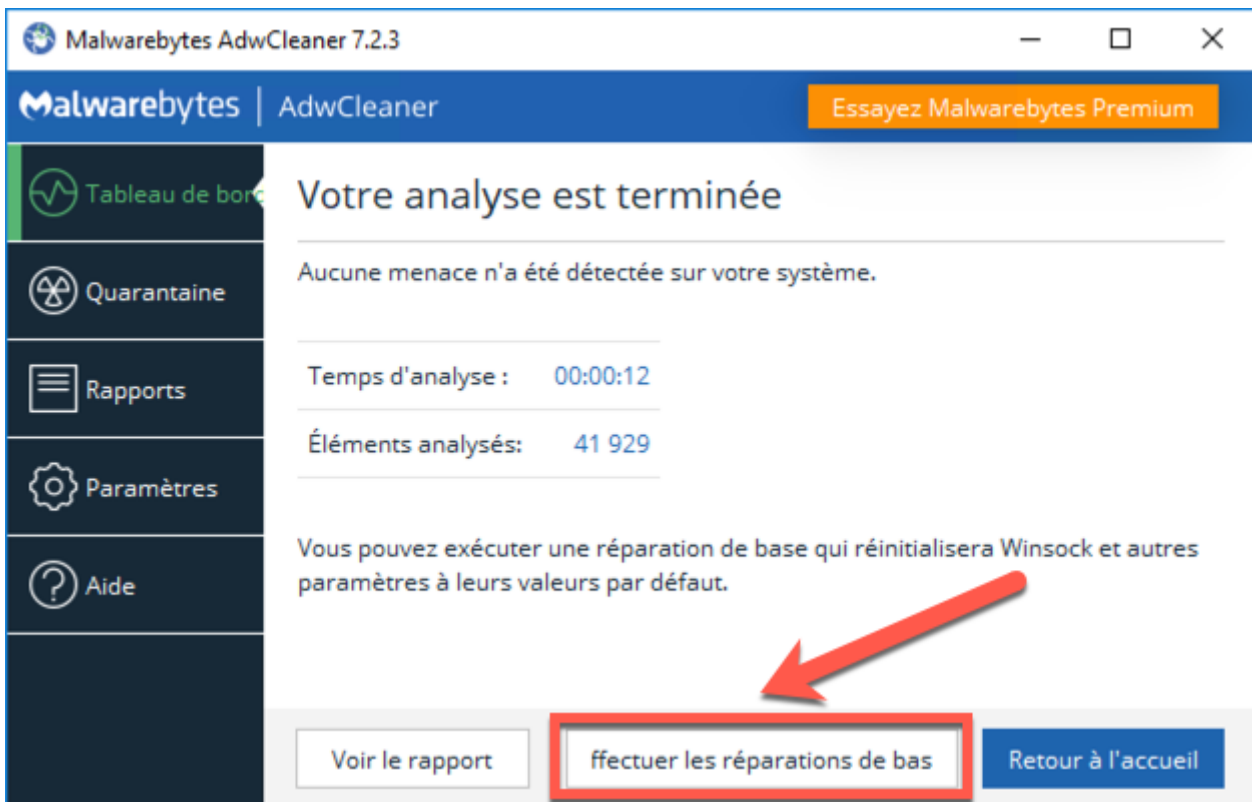 Malwarebytes AdwCleaner 7.2.3
Malwarebytes | AdwCleaner
Essayez Malwarebytes Premium
Tableau de bord
Quarantaine
Rapports
Paramètres
Aide
Votre analyse est terminée
Aucune menace n'a été détectée sur votre système.
Temps d'analyse : 00:00:12
Éléments analysés: 41 929
Vous pouvez exécuter une réparation de base qui réinitialisera Winsock et autres
paramètres à leurs valeurs par défaut.
Voir le rapport
ffectuer les réparations de bas
Retour à l'accueil